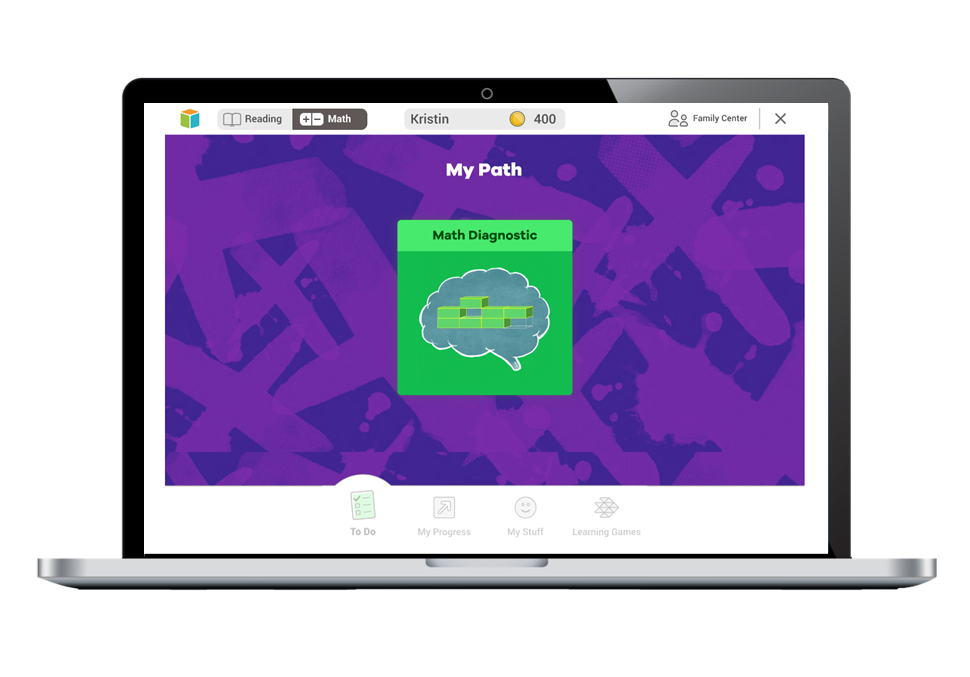 Reading
Math
Kristin
400
Family Center
My Path
Math Diagnostic
To Do
My Progress
My Stuff
Learning Games